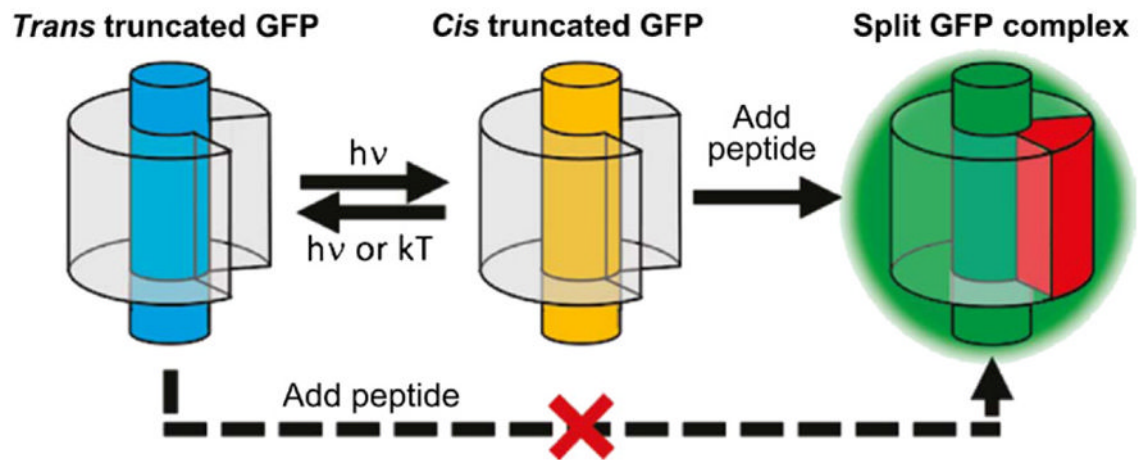 Trans truncated GFP
Cis truncated GFP
Split GFP complex
hν
hν or kT
Add
peptide
Add peptide